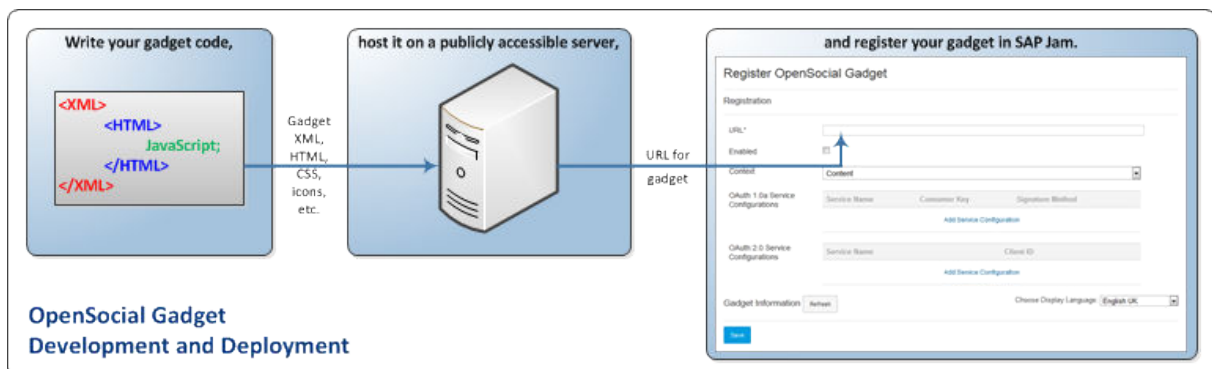 Write your gadget code,
<XML>
<HTML>
JavaScript;
</HTML>
</XML>
Gadget
XML,
HTML,
CSS,
icons,
etc.
host it on a publicly accessible server,
URL for
gadget
and register your gadget in SAP Jam.
Register OpenSocial Gadget
Registration
URL*
Enabled
Context
Content
OAuth 1.0a Service
Configurations
Service Name Consumer Key Signature Method
Add Service Configuration
OAuth 2.0 Service
Configurations
Service Name Client ID
Add Service Configuration
Gadget Information Refresh Choose Display Language English UK
Save
OpenSocial Gadget
Development and Deployment